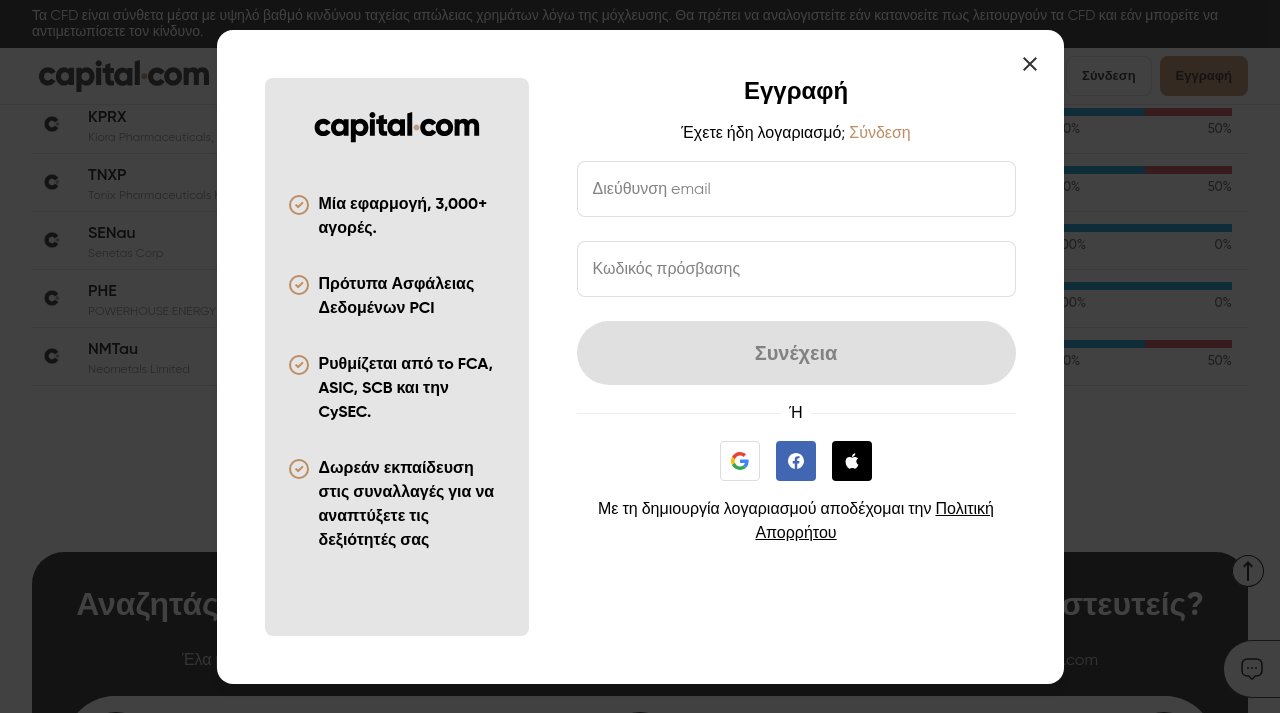 Τα CFD είναι σύνθετα μέσα με υψηλό βαθμό κινδύνου ταχείας απώλειας χρημάτων λόγω της μόχλευσης. Θα πρέπει να αναλογιστείτε εάν κατανοείτε πως λειτουργούν τα CFD και εάν μπορείτε να
αντιμετωπίσετε τον κίνδυνο.
capital.com
Σύνδεση
Εγγραφή
KPRX
Kiora Pharmaceuticals,
0%
50%
TNXP
Tonix Pharmaceuticals
0%
50%
SENau
Senetas Corp
00%
0%
PHE
POWERHOUSE ENERGY
00%
0%
NMTau
Neometals Limited
0%
50%
Αναζητάς
στευτείς?
Έλα
.com
capital.com
Μία εφαρμογή, 3,000+
αγορές.
Πρότυπα Ασφάλειας
Δεδομένων PCI
Ρυθμίζεται από το FCA,
ASIC, SCB και την
CySEC.
Δωρεάν εκπαίδευση
στις συναλλαγές για να
αναπτύξετε τις
δεξιότητές σας
Εγγραφή
Έχετε ήδη λογαριασμό; Σύνδεση
Διεύθυνση email
Κωδικός πρόσβασης
Συνέχεια
Ή
Με τη δημιουργία λογαριασμού αποδέχομαι την Πολιτική
Απορρήτου